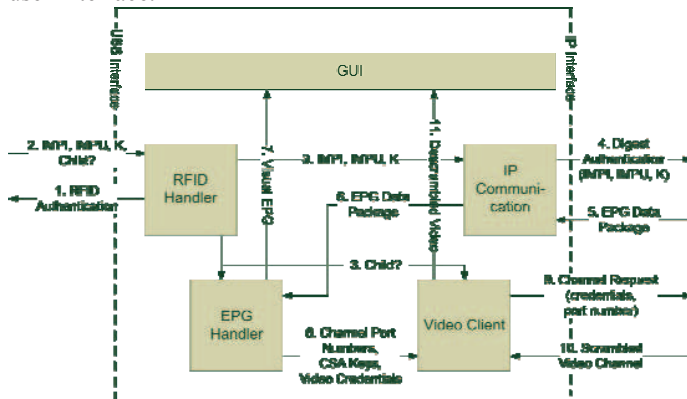 USB Interface
IP Interface
GUI
2. IMPI, IMPU, K,
Child?
1. RFID
Authentication
RFID
Handler
7. Visual EPG
3. IMPI, IMPU, K
11. Descrambled Video
IP
Communi-
cation
4. Digest
Authentication
(IMPI, IMPU, K)
6. EPG Data
Package
5. EPG Data
Package
3. Child?
EPG
Handler
8. Channel Port
Numbers,
CSA Keys,
Video Credentials
Video Client
9. Channel Request
(credentials,
port number)
10. Scrambled
Video Channel